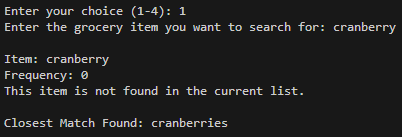 Enter your choice (1-4): 1
Enter the grocery item you want to search for: cranberry
Item: cranberry
Frequency: 0
This item is not found in the current list.
Closest Match Found: cranberries